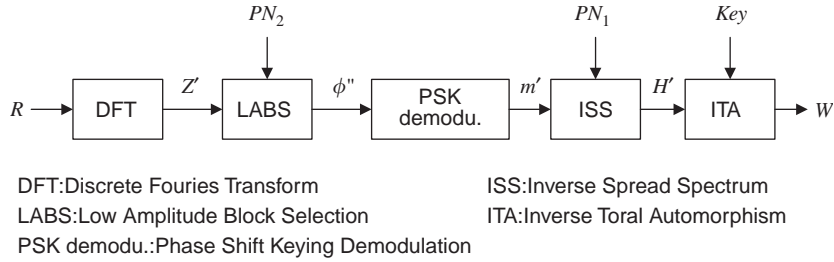 PN2 PN1 Key
R DFT Z′ LABS ϕ" PSK demodu. m′ ISS H′ ITA W
DFT:Discrete Fouries Transform
ISS:Inverse Spread Spectrum
LABS:Low Amplitude Block Selection
ITA:Inverse Toral Automorphism
PSK demodu.:Phase Shift Keying Demodulation